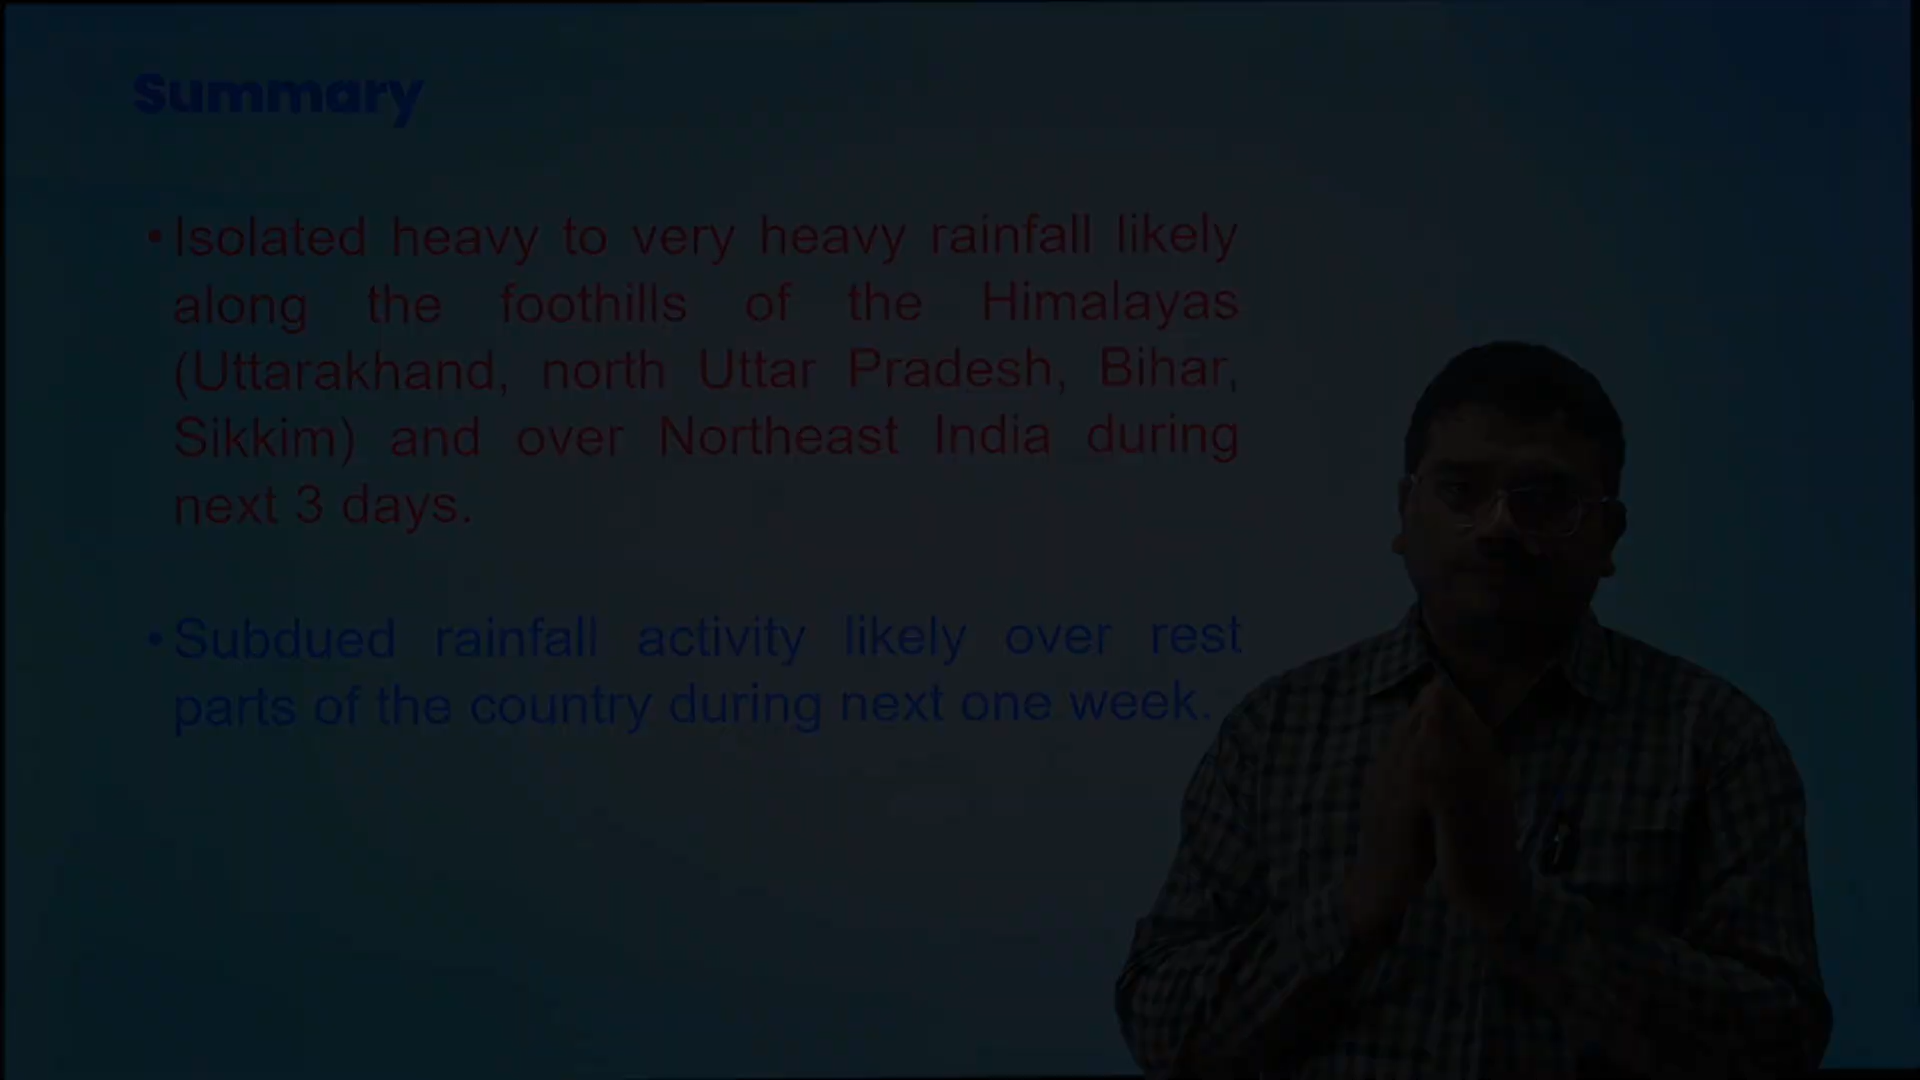 Summary
• Isolated heavy to very heavy rainfall likely
along the foothills of the Himalayas
(Uttarakhand, north Uttar Pradesh, Bihar,
Sikkim) and over Northeast India during
next 3 days.
• Subdued rainfall activity likely over rest
parts of the country during next one week.